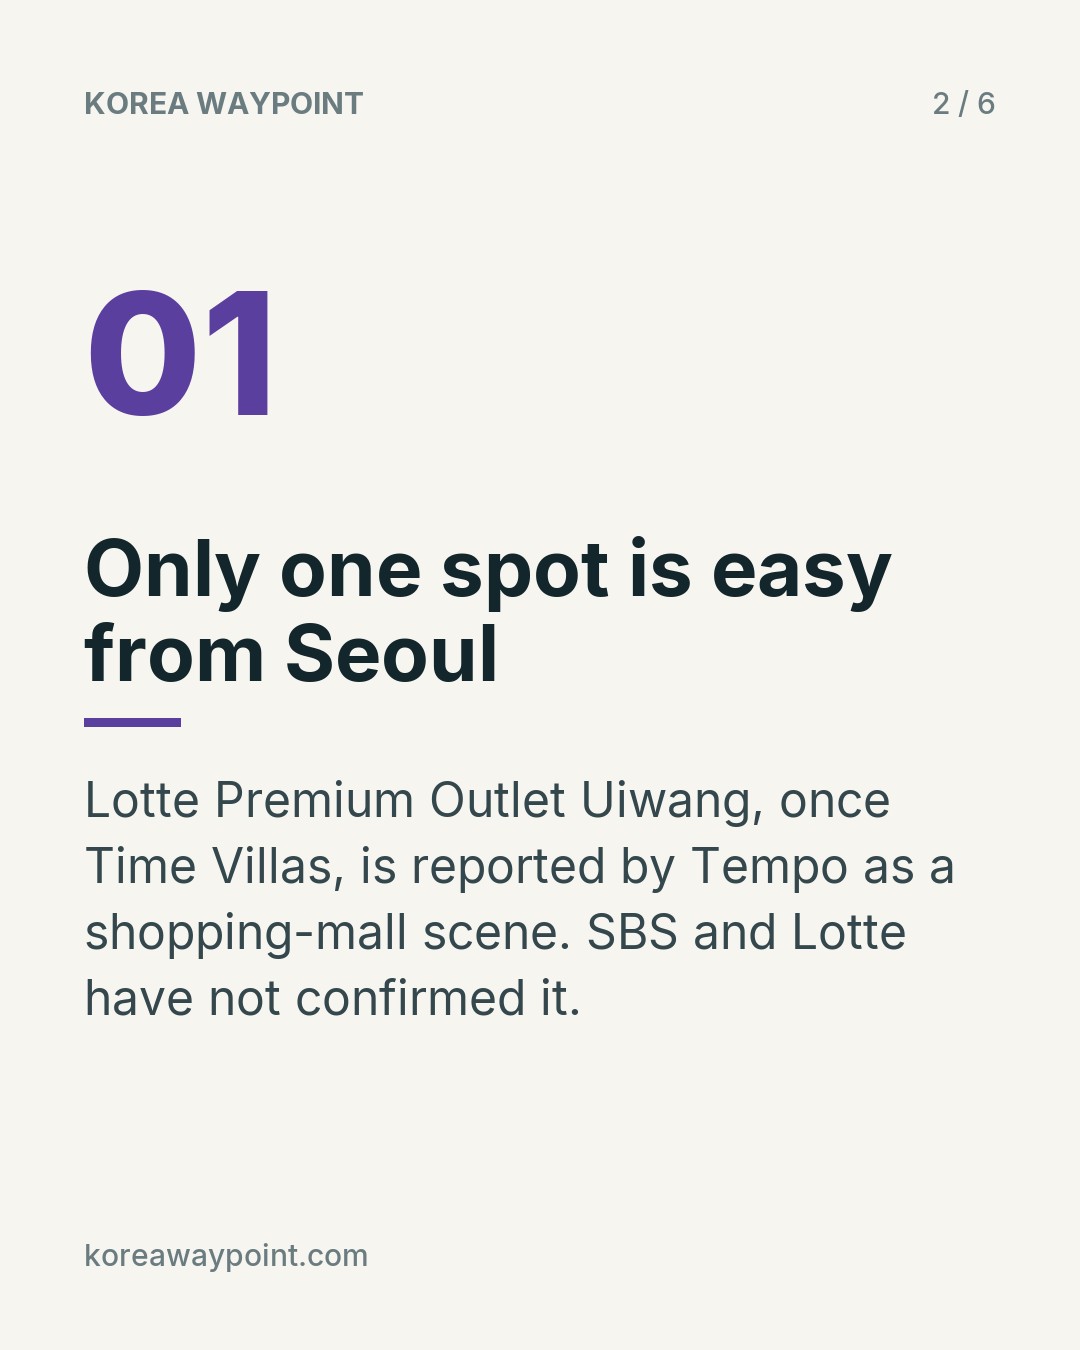 KOREA WAYPOINT
2 / 6
01
Only one spot is easy
from Seoul
Lotte Premium Outlet Uiwang, once
Time Villas, is reported by Tempo as a
shopping-mall scene. SBS and Lotte
have not confirmed it.
koreawaypoint.com